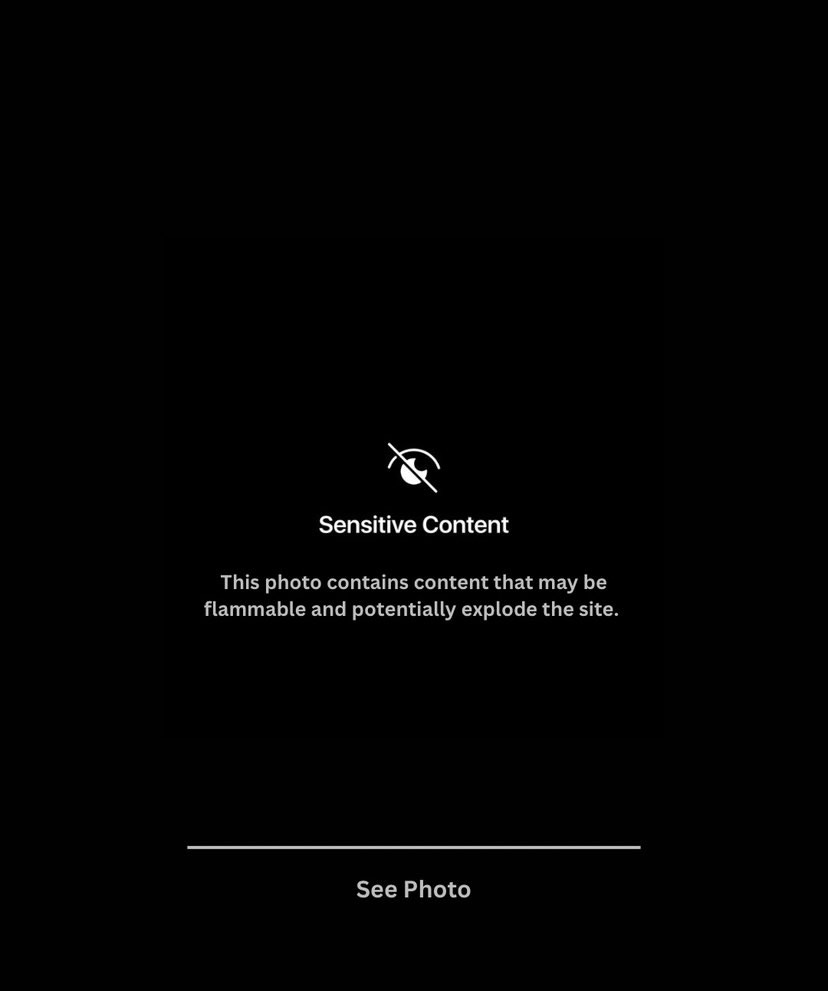 Sensitive Content
This photo contains content that may be
flammable and potentially explode the site.
See Photo